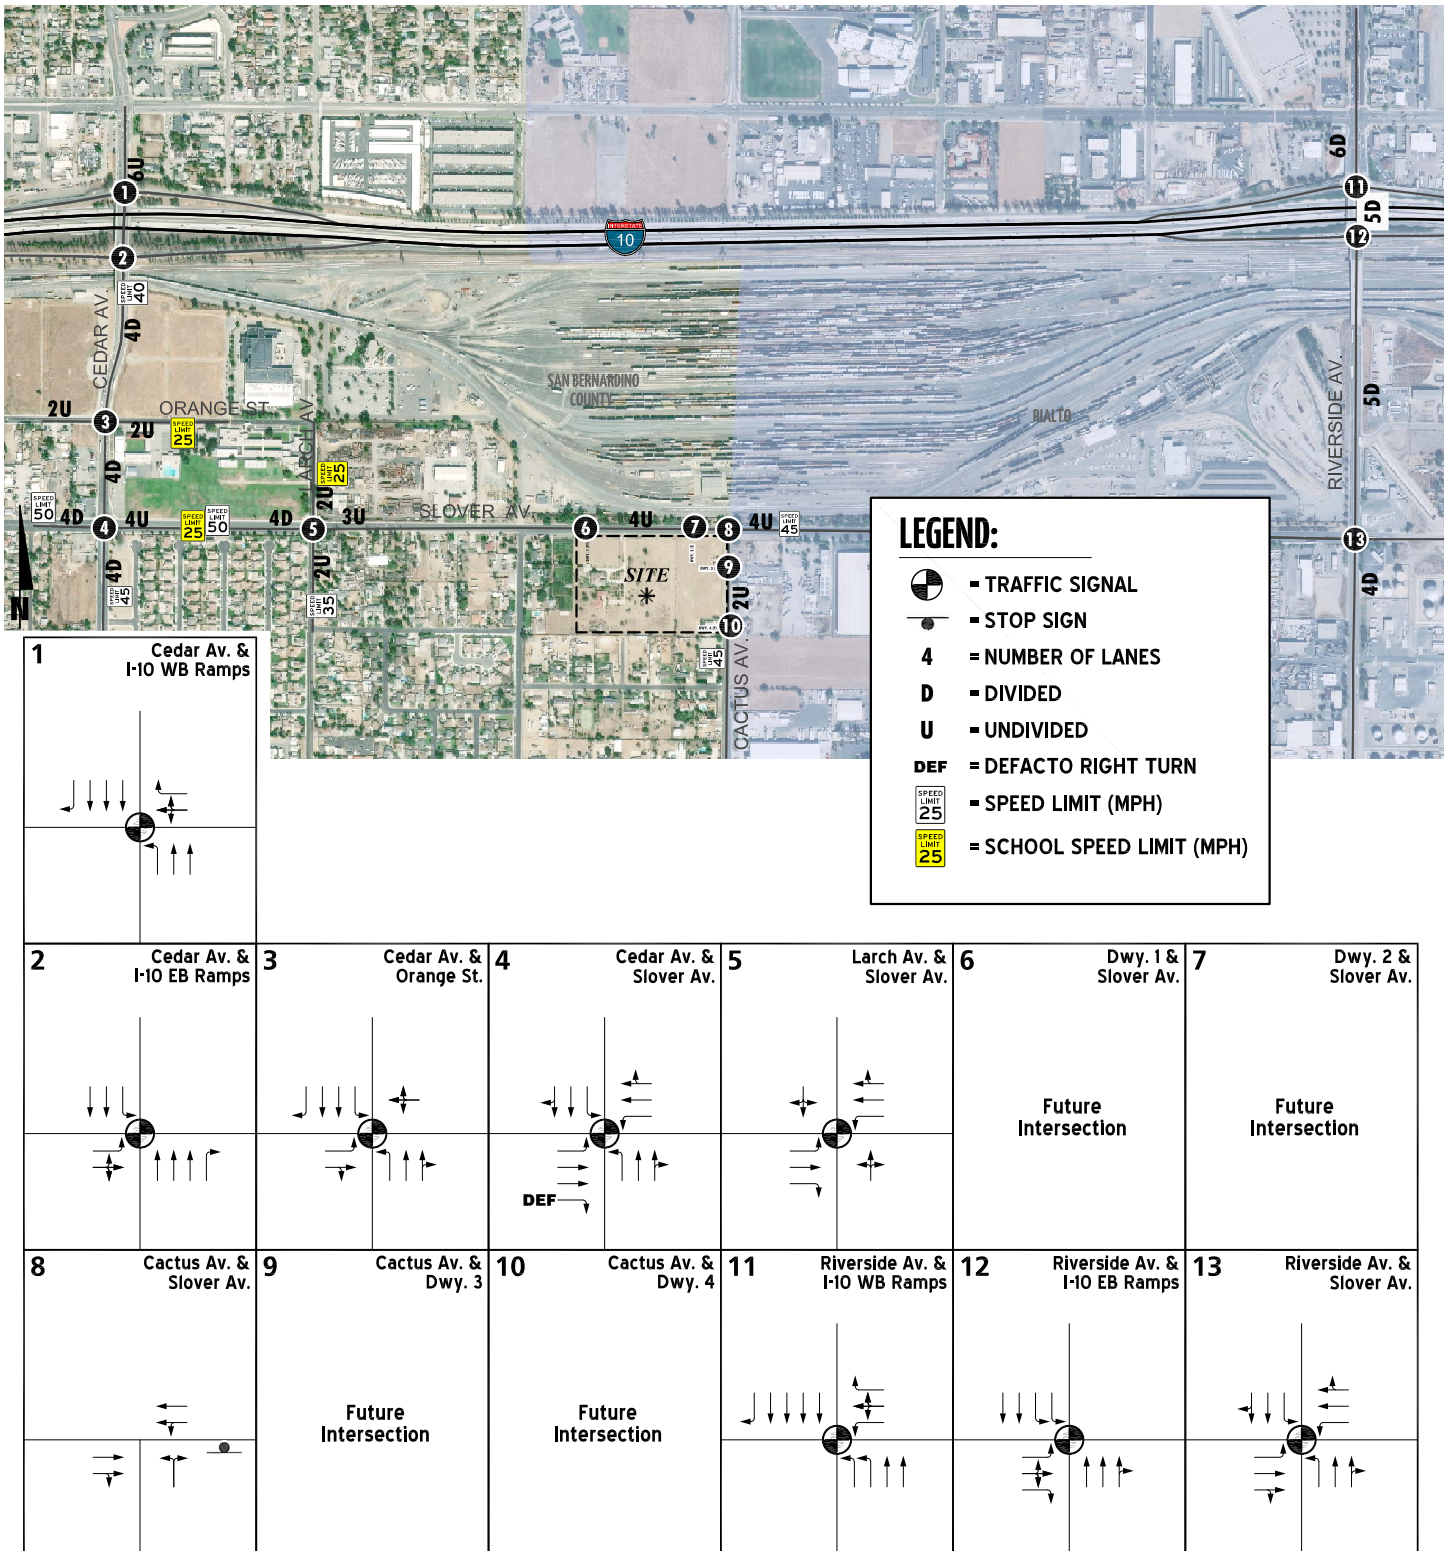 6U
6D
1
11
5D
INTERSTATE
10
12
2
SPEED LIMIT 40
4D
CEDAR AV.
SAN BERNARDINO
COUNTY
RIALTO
RIVERSIDE AV.
5D
2U
ORANGE ST.
3
2U
SPEED LIMIT 25
ARCH AV
4D
SPEED LIMIT 25
2U
SPEED LIMIT 50
4D
4
4U
SPEED LIMIT 25
SPEED LIMIT 50
4D
5
3U
SLOVER AV.
6
4U
7
8
4U
SPEED LIMIT 45
13
4D
2U
SITE
9
2U
4D
SPEED LIMIT 45
SPEED LIMIT 35
10
SPEED LIMIT 45
CACTUS AV.
N
LEGEND:
= TRAFFIC SIGNAL
= STOP SIGN
4 = NUMBER OF LANES
D = DIVIDED
U = UNDIVIDED
DEF = DEFACTO RIGHT TURN
SPEED LIMIT 25 = SPEED LIMIT (MPH)
SPEED LIMIT 25 = SCHOOL SPEED LIMIT (MPH)
1
Cedar Av. &
I-10 WB Ramps
2
Cedar Av. &
I-10 EB Ramps
3
Cedar Av. &
Orange St.
4
Cedar Av. &
Slover Av.
DEF
5
Larch Av. &
Slover Av.
6
Dwy. 1 &
Slover Av.
Future
Intersection
7
Dwy. 2 &
Slover Av.
Future
Intersection
8
Cactus Av. &
Slover Av.
9
Cactus Av. &
Dwy. 3
Future
Intersection
10
Cactus Av. &
Dwy. 4
Future
Intersection
11
Riverside Av. &
I-10 WB Ramps
12
Riverside Av. &
I-10 EB Ramps
13
Riverside Av. &
Slover Av.